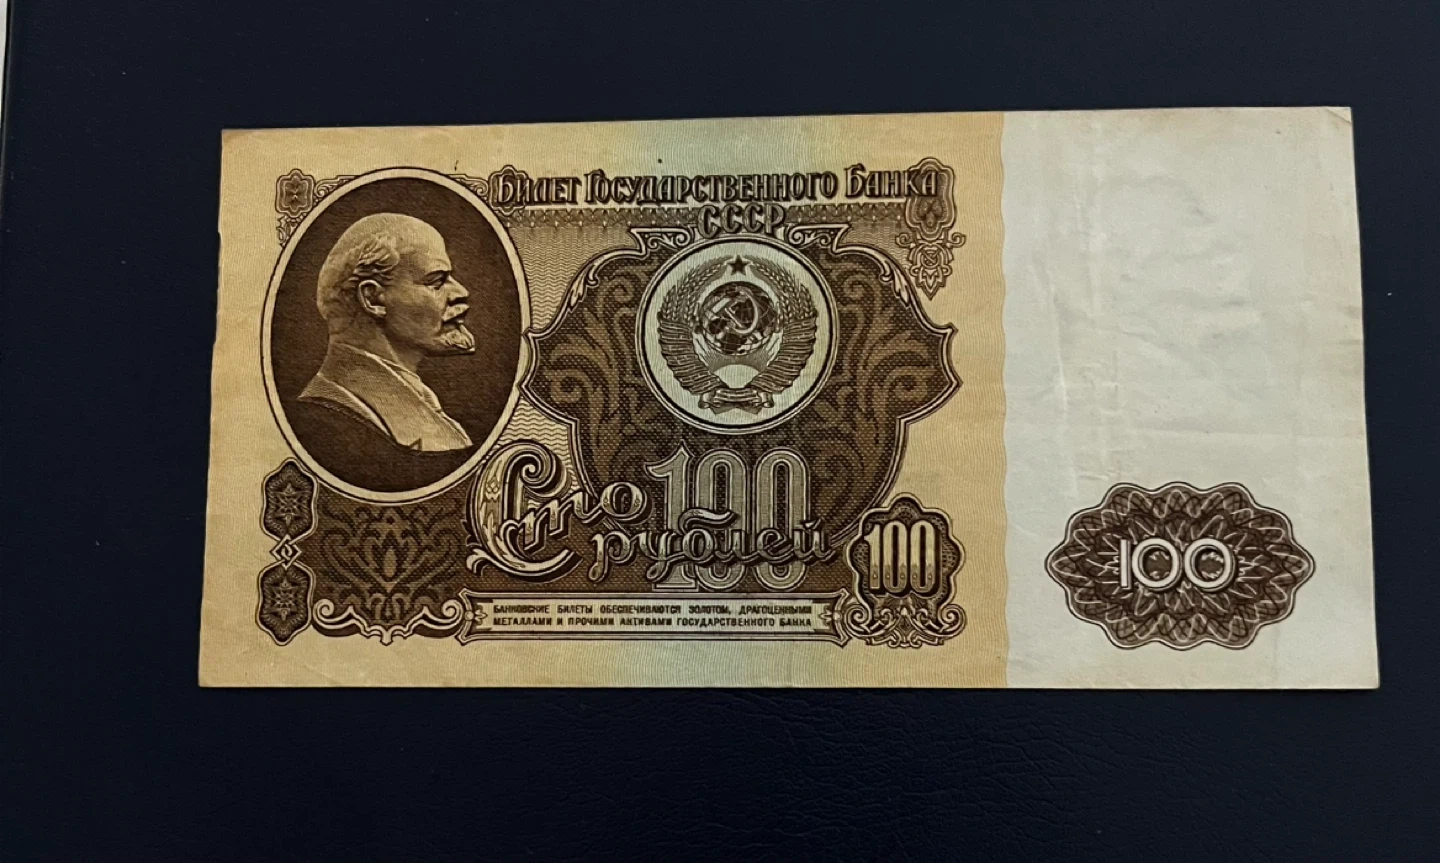 Билет Государственного Банка
СССР
100
Сто
рублей
100
100
БАНКОВСКИЕ БИЛЕТЫ ОБЕСПЕЧИВАЮТСЯ ЗОЛОТОМ, ДРАГОЦЕННЫМИ
МЕТАЛЛАМИ И ПРОЧИМИ АКТИВАМИ ГОСУДАРСТВЕННОГО БАНКА